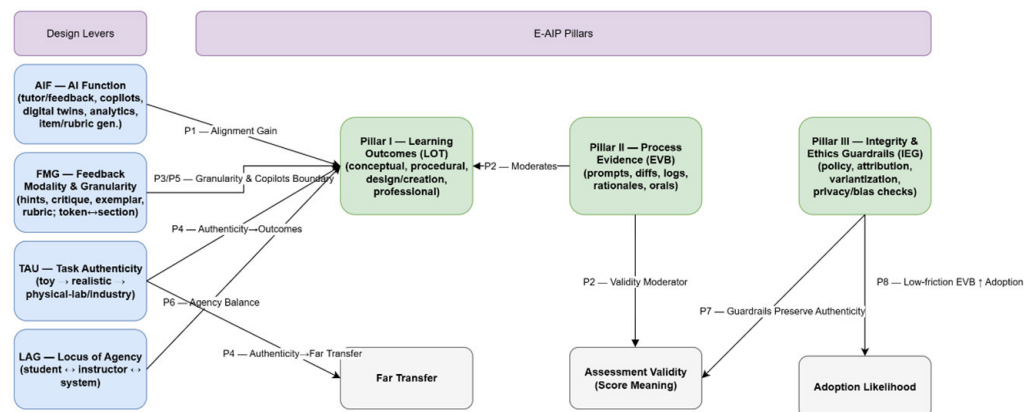 Design Levers
E-AIP Pillars
AIF — AI Function
(tutor/feedback, copilots,
digital twins, analytics,
item/rubric gen.)
P1 — Alignment Gain
FMG — Feedback
Modality & Granularity
(hints, critique, exemplar,
rubric; token↔section)
P3/P5 — Granularity & Copilots Boundary
TAU — Task Authenticity
(toy → realistic →
physical-lab/industry)
P4 — Authenticity→Outcomes
LAG — Locus of Agency
(student ↔ instructor ↔
system)
P6 — Agency Balance
P4 — Authenticity→Far Transfer
Pillar I — Learning
Outcomes (LOT)
(conceptual, procedural,
design/creation,
professional)
P2 — Moderates
Pillar II — Process
Evidence (EVB)
(prompts, diffs, logs,
rationales, orals)
Pillar III — Integrity &
Ethics Guardrails (IEG)
(policy, attribution,
variantization,
privacy/bias checks)
P2 — Validity Moderator
P7 — Guardrails Preserve Authenticity
P8 — Low-friction EVB ↑ Adoption
Far Transfer
Assessment Validity
(Score Meaning)
Adoption Likelihood